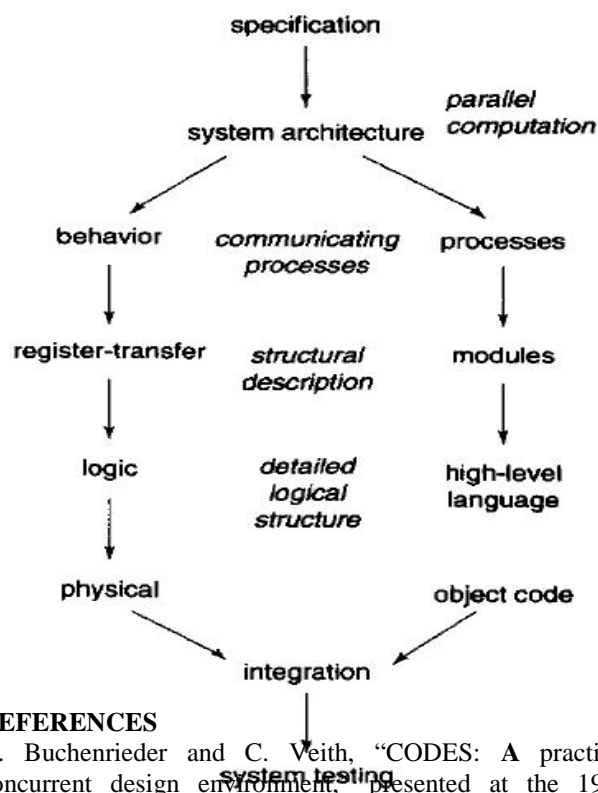 specification
parallel
system architecture computation
behavior communicating processes
processes
register-transfer structural modules
description
logic detailed high-level
logical language
structure
physical object code
integration
EFERENCES
. Buchenrieder and C. Veith, “CODES: A practi
oncurrent design environment,” presented at the 19
system testing